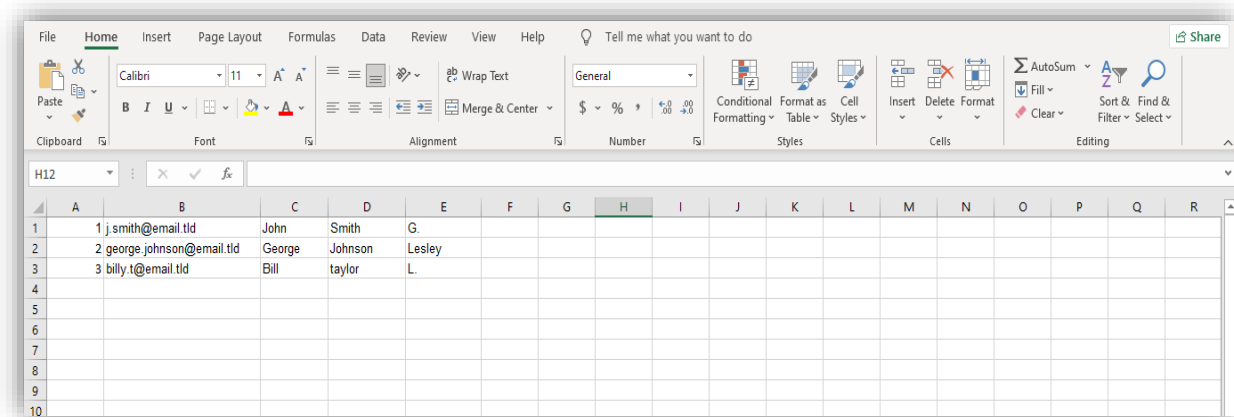 File Home Insert Page Layout Formulas Data Review View Help Tell me what you want to do Share
Calibri 11 A A ab Wrap Text General AutoSum
Paste B I U A Merge & Center $ % , .00 .0 Conditional Formatting Format as Table Cell Styles Insert Delete Format Fill Clear Sort & Filter Find & Select
Clipboard Font Alignment Number Styles Cells Editing
H12 fx
A B C D E F G H I J K L M N O P Q R
1 1 j.smith@email.tld John Smith G.
2 2 george.johnson@email.tld George Johnson Lesley
3 3 billy.t@email.tld Bill taylor L.
4
5
6
7
8
9
10